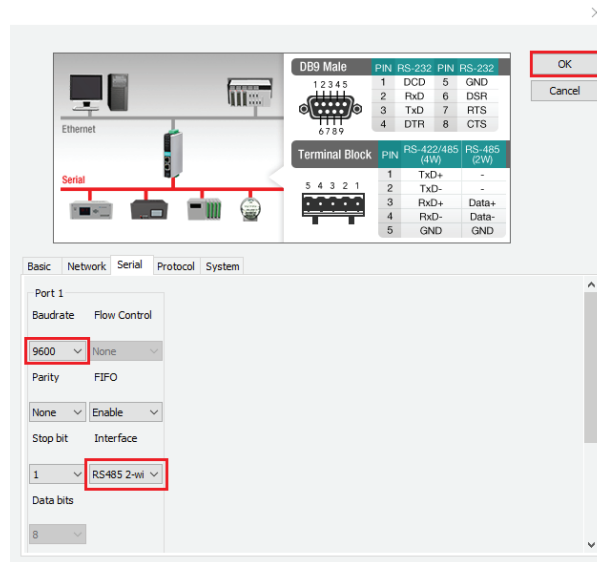 DB9 Male PIN RS-232 PIN RS-232
1 2 3 4 5
6 7 8 9
1 DCD 5 GND
2 RxD 6 DSR
3 TxD 7 RTS
4 DTR 8 CTS
OK
Cancel
Ethernet
Serial
Terminal Block PIN RS-422/485 (4W) RS-485 (2W)
5 4 3 2 1
1 TxD+ -
2 TxD- -
3 RxD+ Data+
4 RxD- Data-
5 GND GND
Basic Network Serial Protocol System
Port 1
Baudrate Flow Control
9600 None
Parity FIFO
None Enable
Stop bit Interface
1 RS485 2-wi
Data bits
8